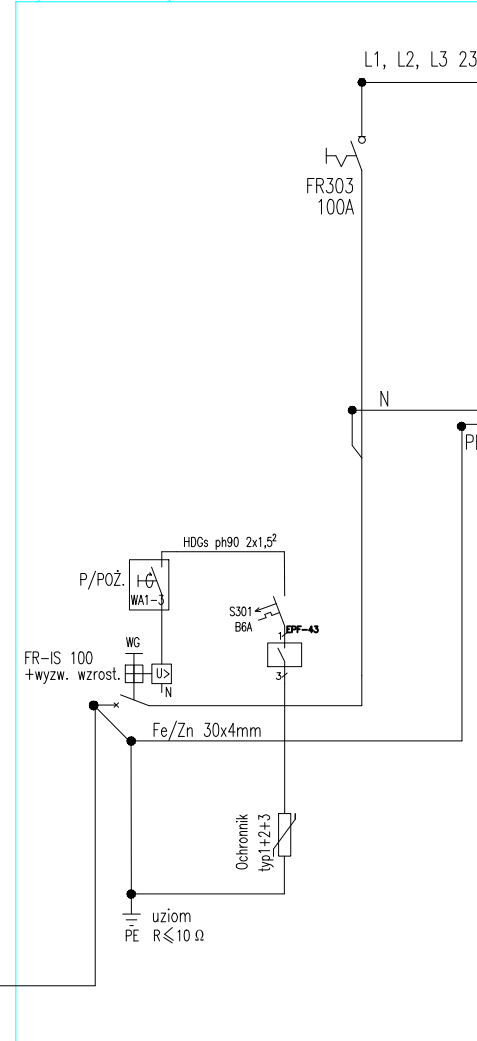 L1, L2, L3 23
FR303
100A
N
PE
HDGs ph90 2x1,5²
P/POŻ.
WA1-3
S301
B6A
EPF-43
1
3
WG
FR-IS 100
+wyzw. wzrost.
U>
N
Fe/Zn 30x4mm
Ochronnik
typ1+2+3
uziom
PE R⩽10 Ω